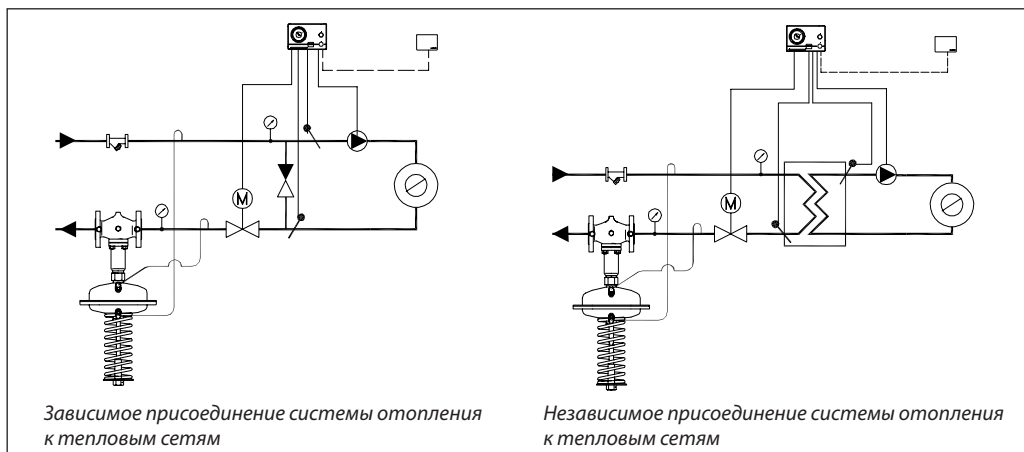 M
M
Зависимое присоединение системы отопления
к тепловым сетям
Независимое присоединение системы отопления
к тепловым сетям